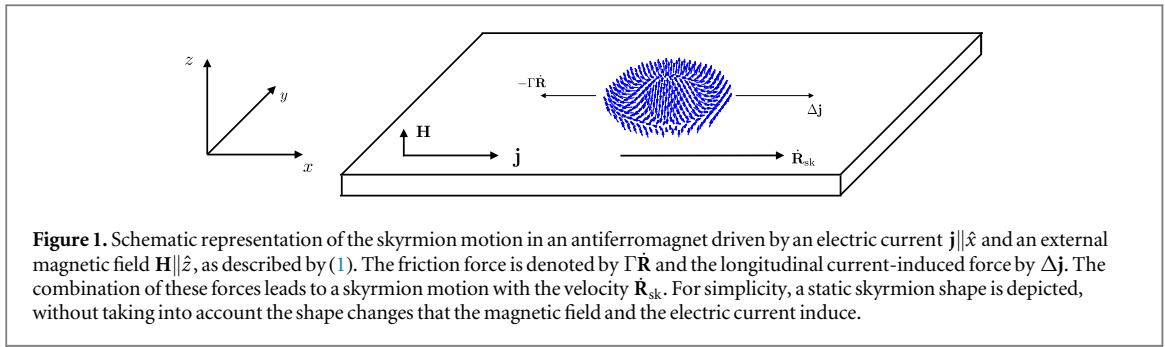 z
y
x
H
j
−ΓṘ
Δj
Ṙsk
Figure 1. Schematic representation of the skyrmion motion in an antiferromagnet driven by an electric current j∥x̂ and an external
magnetic field H∥ẑ, as described by (1). The friction force is denoted by ΓṘ and the longitudinal current-induced force by Δj. The
combination of these forces leads to a skyrmion motion with the velocity Ṙsk. For simplicity, a static skyrmion shape is depicted,
without taking into account the shape changes that the magnetic field and the electric current induce.